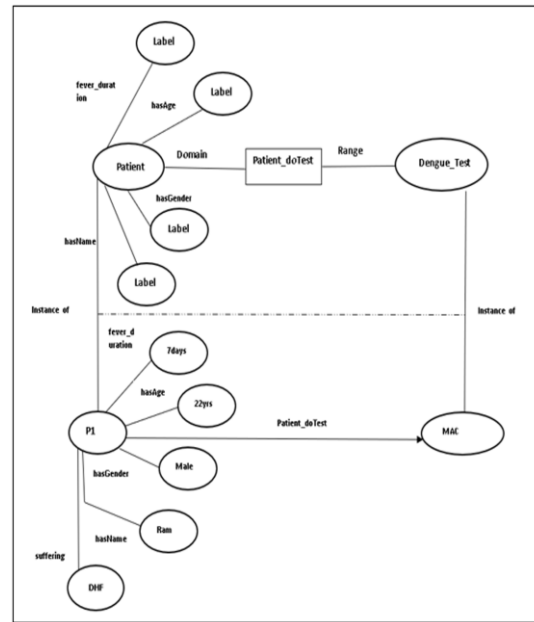 Label
fever_durat
ion
Label
hasAge
Domain
Patient_doTest
Range
Dengue_Test
Patient
hasGender
Label
hasName
Label
Instance of
Instance of
fever_d
uration
7days
hasAge
22yrs
Patient_doTest
P1
MAC
hasGender
Male
Ram
hasName
suffering
DHF